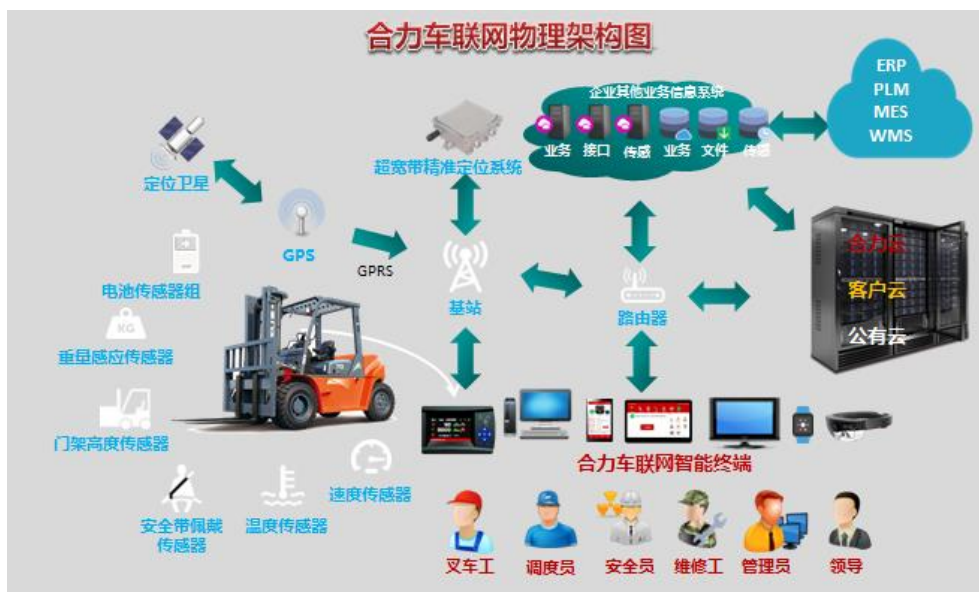 合力车联网物理架构图
ERP
PLM
MES
WMS
企业其他业务信息系统
业务
接口
传感
业务
文件
传感
超宽带精准定位系统
定位卫星
GPS
GPRS
合力云
客户云
公有云
电池传感器组
基站
路由器
KG
重量感应传感器
门架高度传感器
合力车联网智能终端
速度传感器
安全带佩戴
传感器
温度传感器
叉车工
调度员
安全员
维修工
管理员
领导